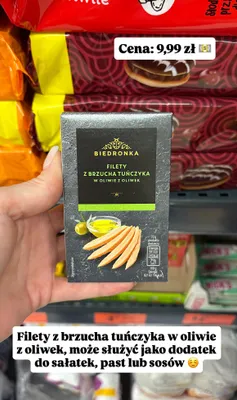 Cena: 9,99 zł 💵
BIEDRONKA
FILETY
Z BRZUCHA TUŃCZYKA
W OLIWIE Z OLIWEK
Filety z brzucha tuńczyka w oliwie
z oliwek, może służyć jako dodatek
do sałatek, past lub sosów ☺️